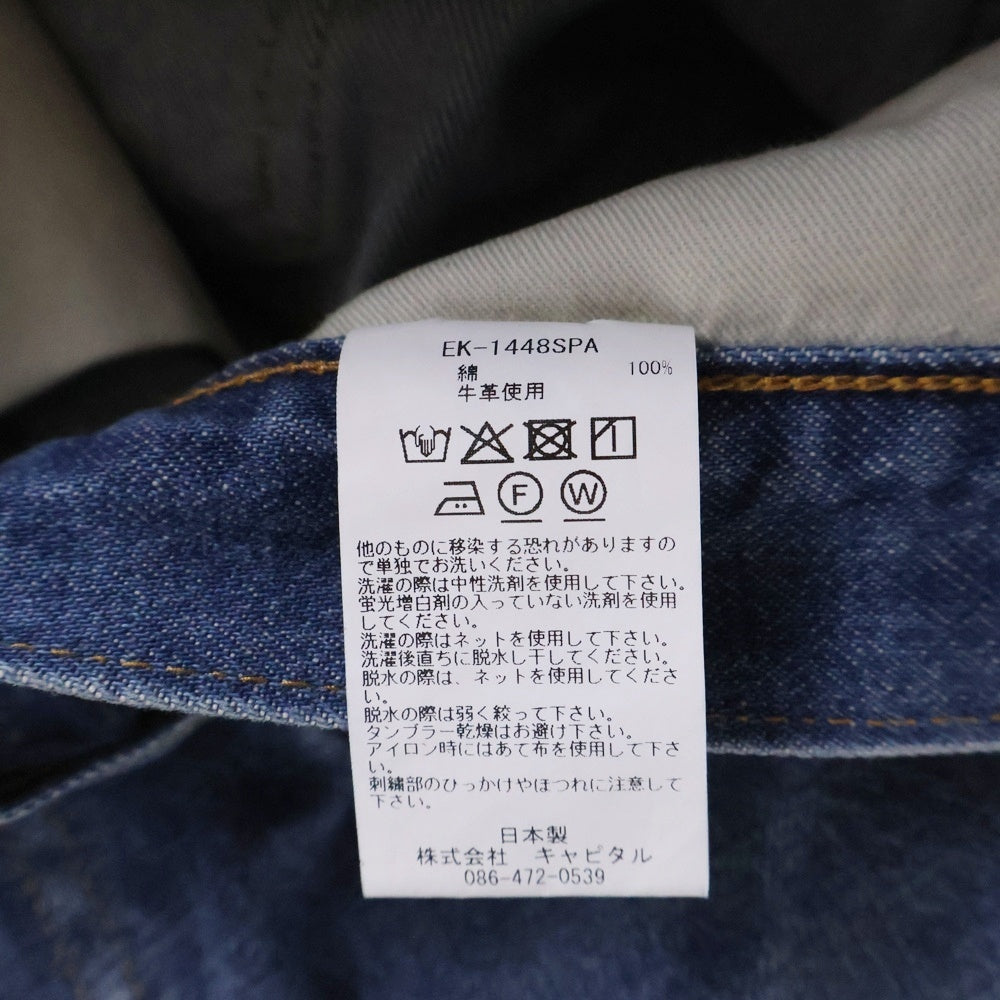 EK-1448SPA
綿 100%
牛革使用
F W
他のものに移染する恐れがありますの
で単独でお洗いください。
洗濯の際は中性洗剤を使用して下さい。
蛍光増白剤の入っていない洗剤を使用
してください。
洗濯の際はネットを使用して下さい。
洗濯後直ちに脱水し干してください。
脱水の際は、ネットを使用してくださ
い。
脱水の際は弱く絞って下さい。
タンブラー乾燥はお避け下さい。
アイロン時にはあて布を使用して下さ
い。
刺繍部のひっかけやほつれに注意して
下さい。
日本製
株式会社 キャピタル
086-472-0539